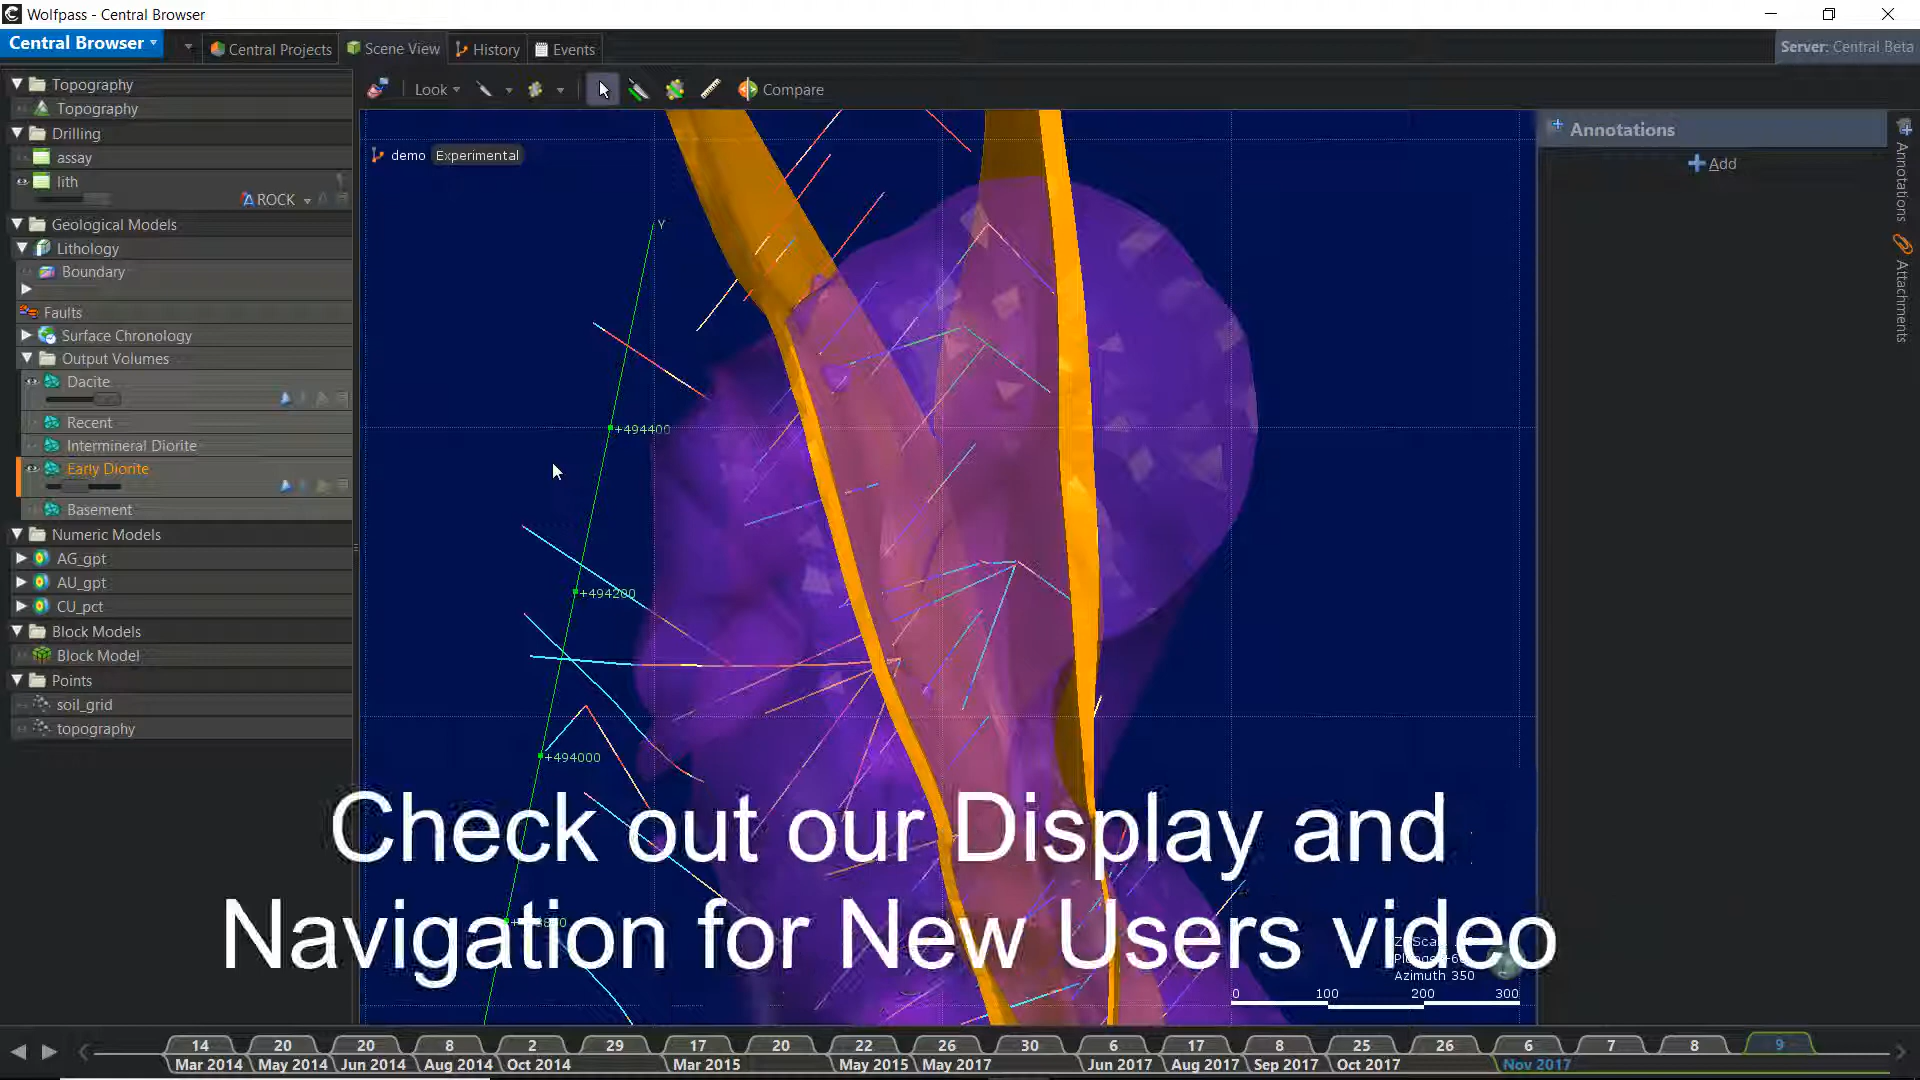 Wolfpass - Central Browser
Central Browser
Central Projects
Scene View
History
Events
Server: Central Beta
Look
Compare
Topography
Topography
Drilling
assay
lith
ROCK
Geological Models
Lithology
Boundary
Faults
Surface Chronology
Output Volumes
Dacite
Recent
Intermineral Diorite
Early Diorite
Basement
Numeric Models
AG_gpt
AU_gpt
CU_pct
Block Models
Block Model
Points
soil_grid
topography
demo Experimental
Y
+494400
+494200
+494000
Annotations
Add
Annotations
Attachments
Check out our Display and
Navigation for New Users video
Azimuth 350
0 100 200 300
14 20 20 8 2 29 17 20 22 26 30 6 17 8 25 26 6 7 8 9
Mar 2014 May 2014 Jun 2014 Aug 2014 Oct 2014 Mar 2015 May 2015 May 2017 Jun 2017 Aug 2017 Sep 2017 Oct 2017 Nov 2017